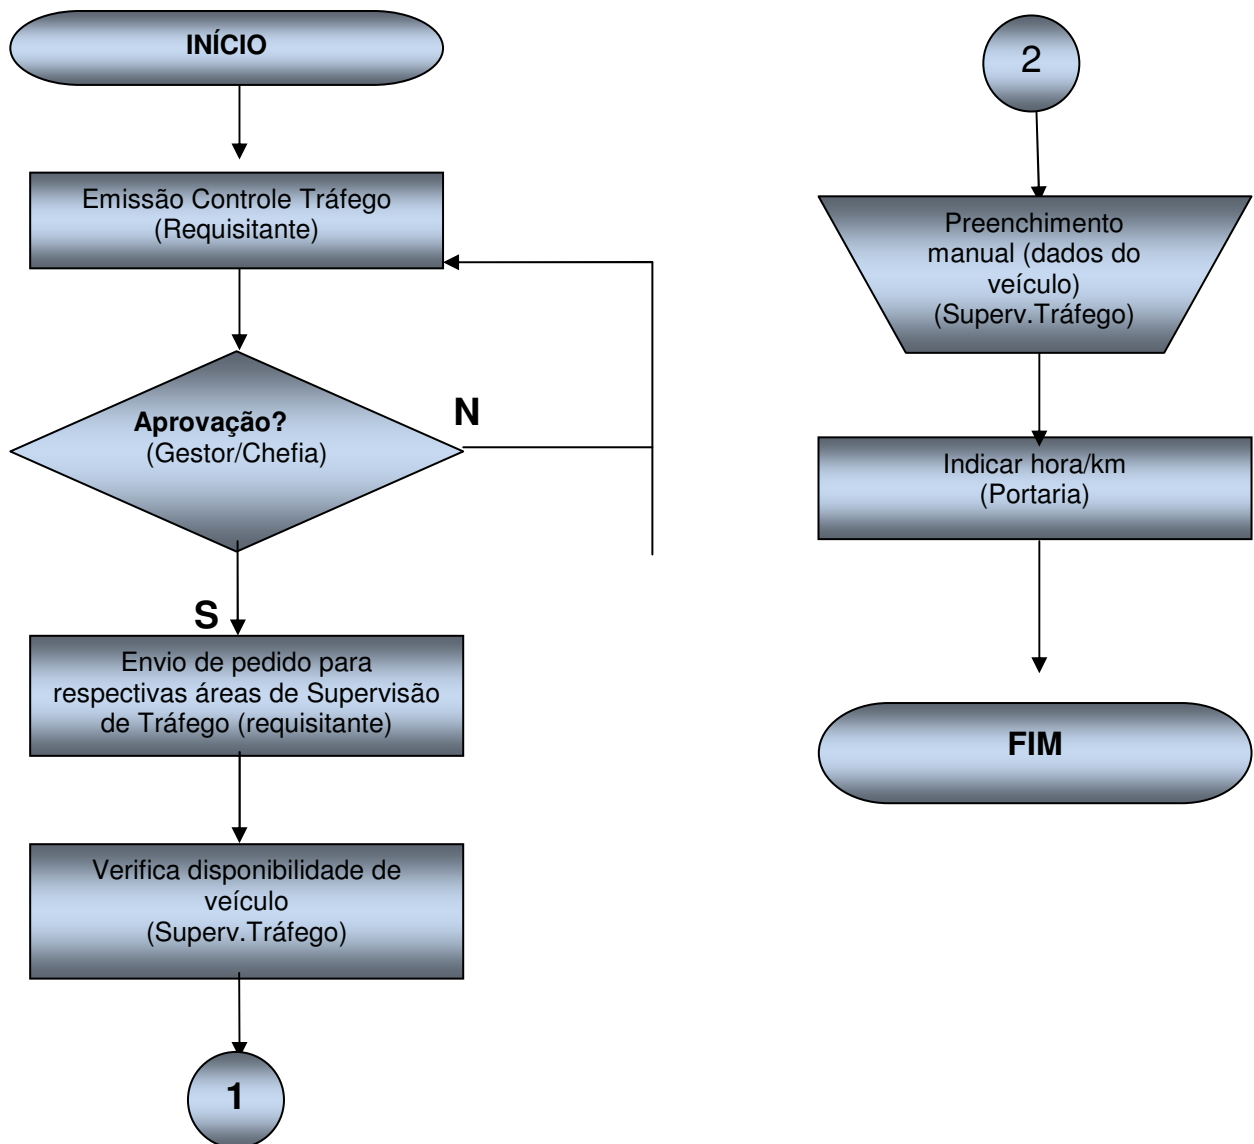 INÍCIO
Emissão Controle Tráfego
(Requisitante)
Aprovação?
(Gestor/Chefia)
N
S
Envio de pedido para
respectivas áreas de Supervisão
de Tráfego (requisitante)
Verifica disponibilidade de
veículo
(Superv.Tráfego)
1
2
Preenchimento
manual (dados do
veículo)
(Superv.Tráfego)
Indicar hora/km
(Portaria)
FIM